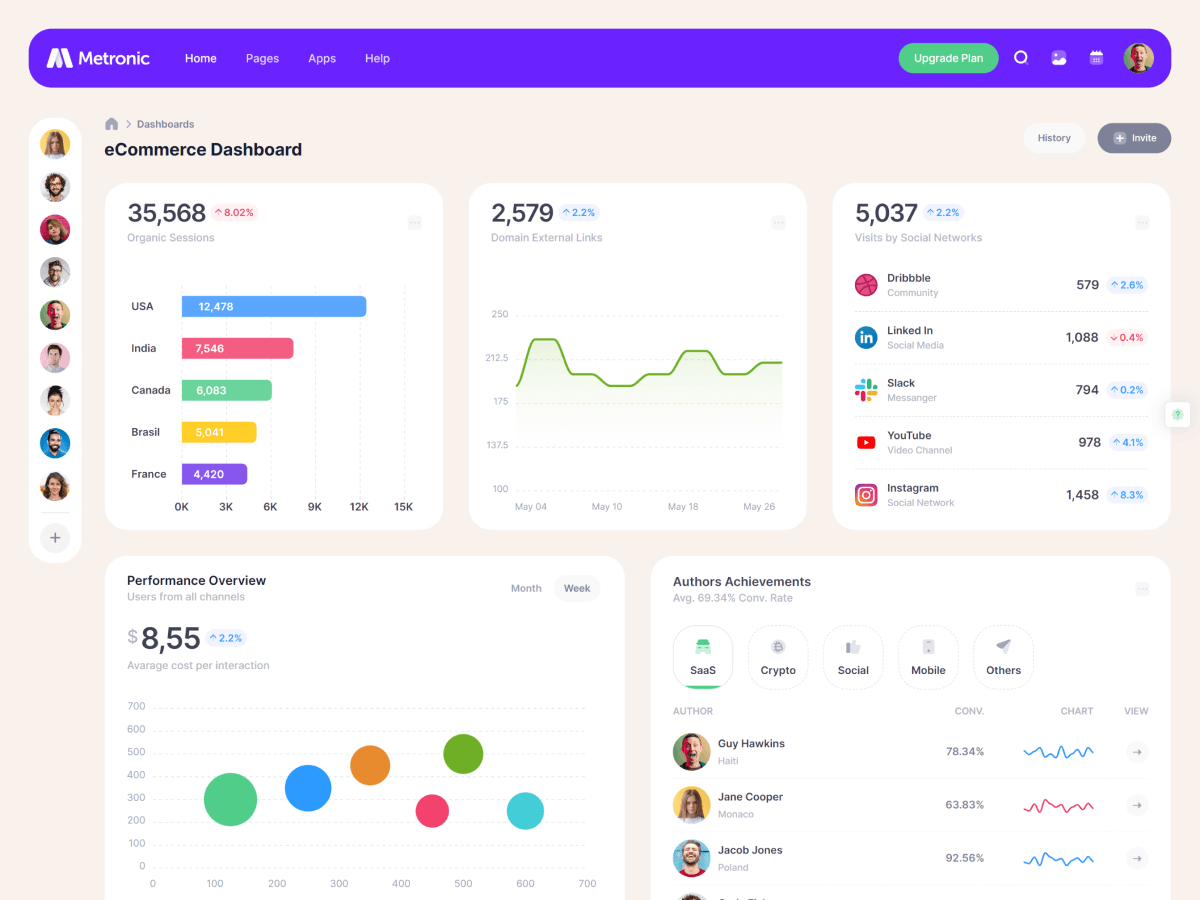 Metronic
Home
Pages
Apps
Help
Upgrade Plan
Dashboards
eCommerce Dashboard
History
Invite
35,568
8.02%
Organic Sessions
USA
12,478
India
7,546
Canada
6,083
Brasil
5,041
France
4,420
0K 3K 6K 9K 12K 15K
2,579
2.2%
Domain External Links
250
212.5
175
137.5
100
May 04 May 10 May 18 May 26
5,037
2.2%
Visits by Social Networks
Dribbble
Community
579
2.6%
Linked In
Social Media
1,088
0.4%
Slack
Messanger
794
0.2%
YouTube
Video Channel
978
4.1%
Instagram
Social Network
1,458
8.3%
?
Performance Overview
Users from all channels
Month
Week
$8,55
2.2%
Avarage cost per interaction
700
600
500
400
300
200
100
0
0 100 200 300 400 500 600 700
Authors Achievements
Avg. 69.34% Conv. Rate
SaaS
Crypto
Social
Mobile
Others
AUTHOR CONV. CHART VIEW
Guy Hawkins
Haiti
78.34%
Jane Cooper
Monaco
63.83%
Jacob Jones
Poland
92.56%